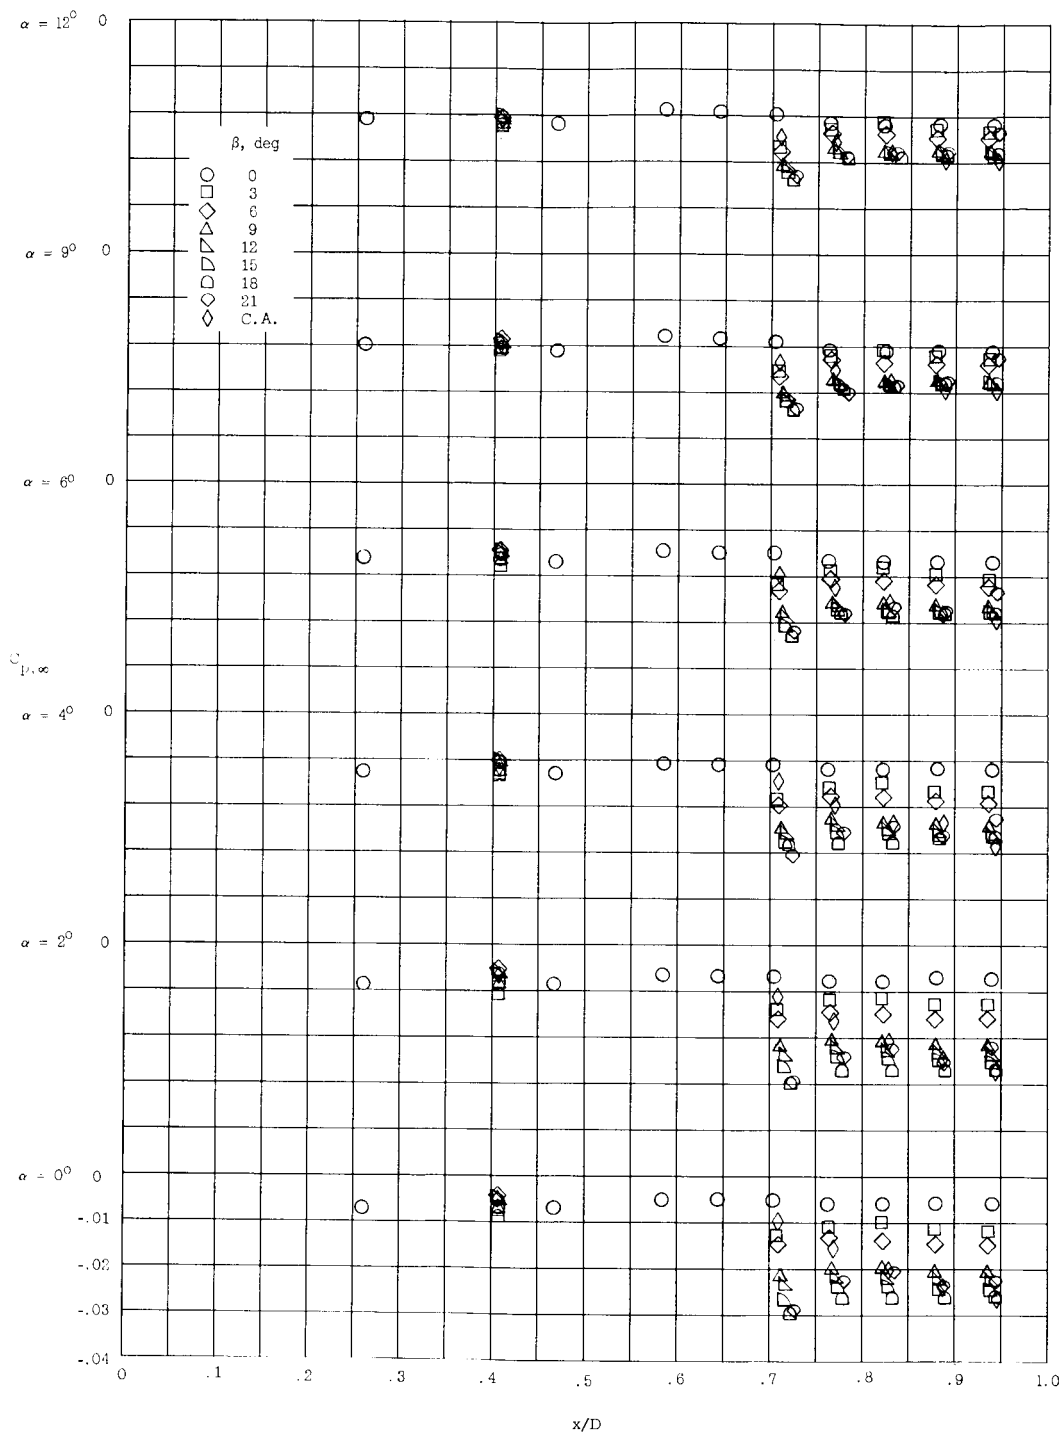 α = 12° 0
β, deg
0
3
6
9
12
15
18
21
C.A.
α = 9° 0
α = 6° 0
Cp,∞
α = 4° 0
α = 2° 0
α = 0° 0
-.01
-.02
-.03
-.04
0 .1 .2 .3 .4 .5 .6 .7 .8 .9 1.0
x/D